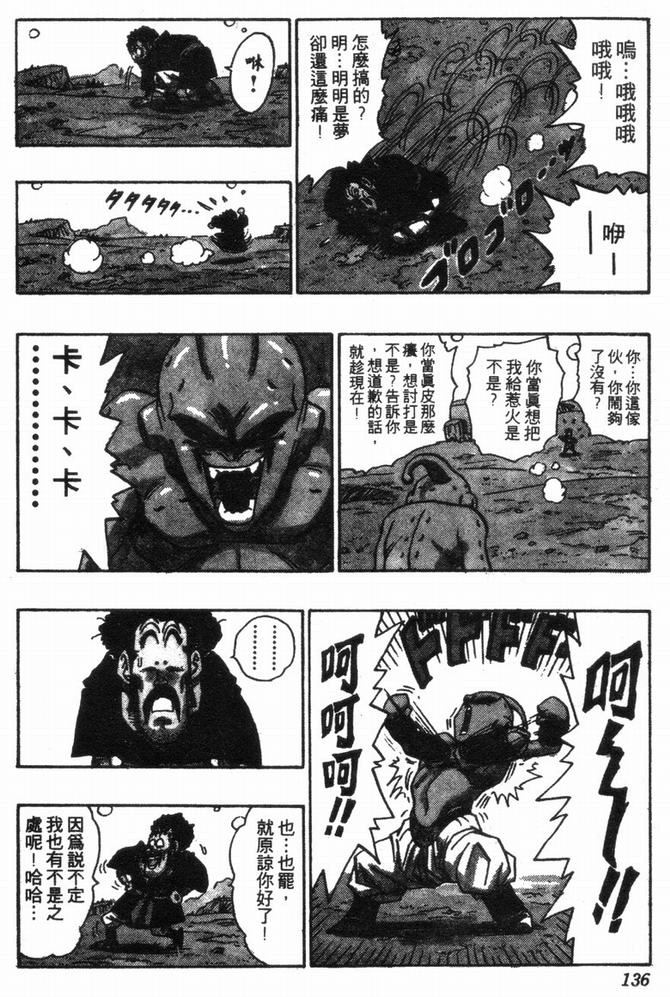 嗚…哦哦哦
哦哦！
咿——
怎麼搞的？
明…明明是夢
卻還這麼痛！
ゴロゴロ…
咻！
タタタタタ…
你…你這傢
伙，你鬧夠
了沒有？
你當眞想把
我給惹火是
不是？
你當眞皮那麼
癢，想討打是
不是？告訴你
，想道歉的話，
就趁現在！
卡、卡、卡
…………
呵～～!!
ドドドド
呵呵呵!!
………
也…也罷，
就原諒你好了！
因爲說不定
我也有不是之
處呢！哈哈…
136